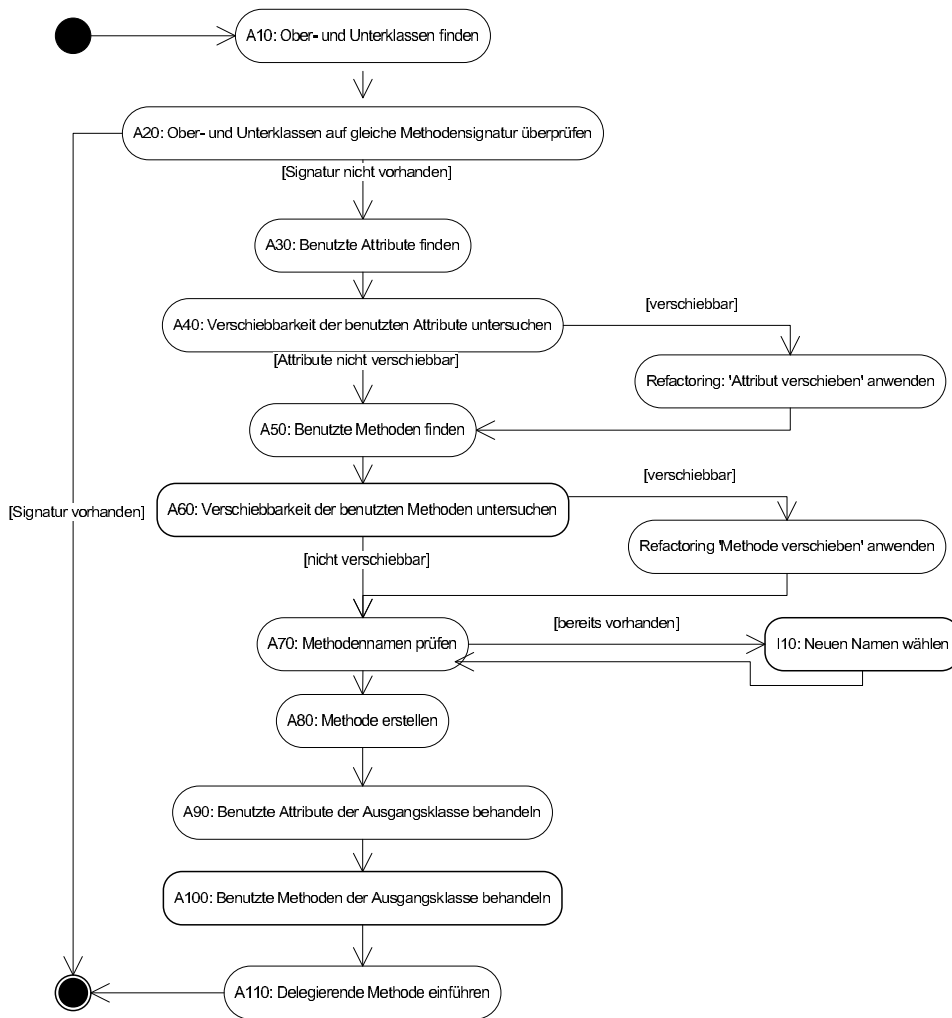 A10: Ober- und Unterklassen finden
A20: Ober- und Unterklassen auf gleiche Methodensignatur überprüfen
[Signatur nicht vorhanden]
A30: Benutzte Attribute finden
[verschiebbar]
A40: Verschiebbarkeit der benutzten Attribute untersuchen
[Attribute nicht verschiebbar]
Refactoring: 'Attribut verschieben' anwenden
A50: Benutzte Methoden finden
[verschiebbar]
A60: Verschiebbarkeit der benutzten Methoden untersuchen
[Signatur vorhanden]
Refactoring 'Methode verschieben' anwenden
[nicht verschiebbar]
[bereits vorhanden]
A70: Methodennamen prüfen
I10: Neuen Namen wählen
A80: Methode erstellen
A90: Benutzte Attribute der Ausgangsklasse behandeln
A100: Benutzte Methoden der Ausgangsklasse behandeln
A110: Delegierende Methode einführen